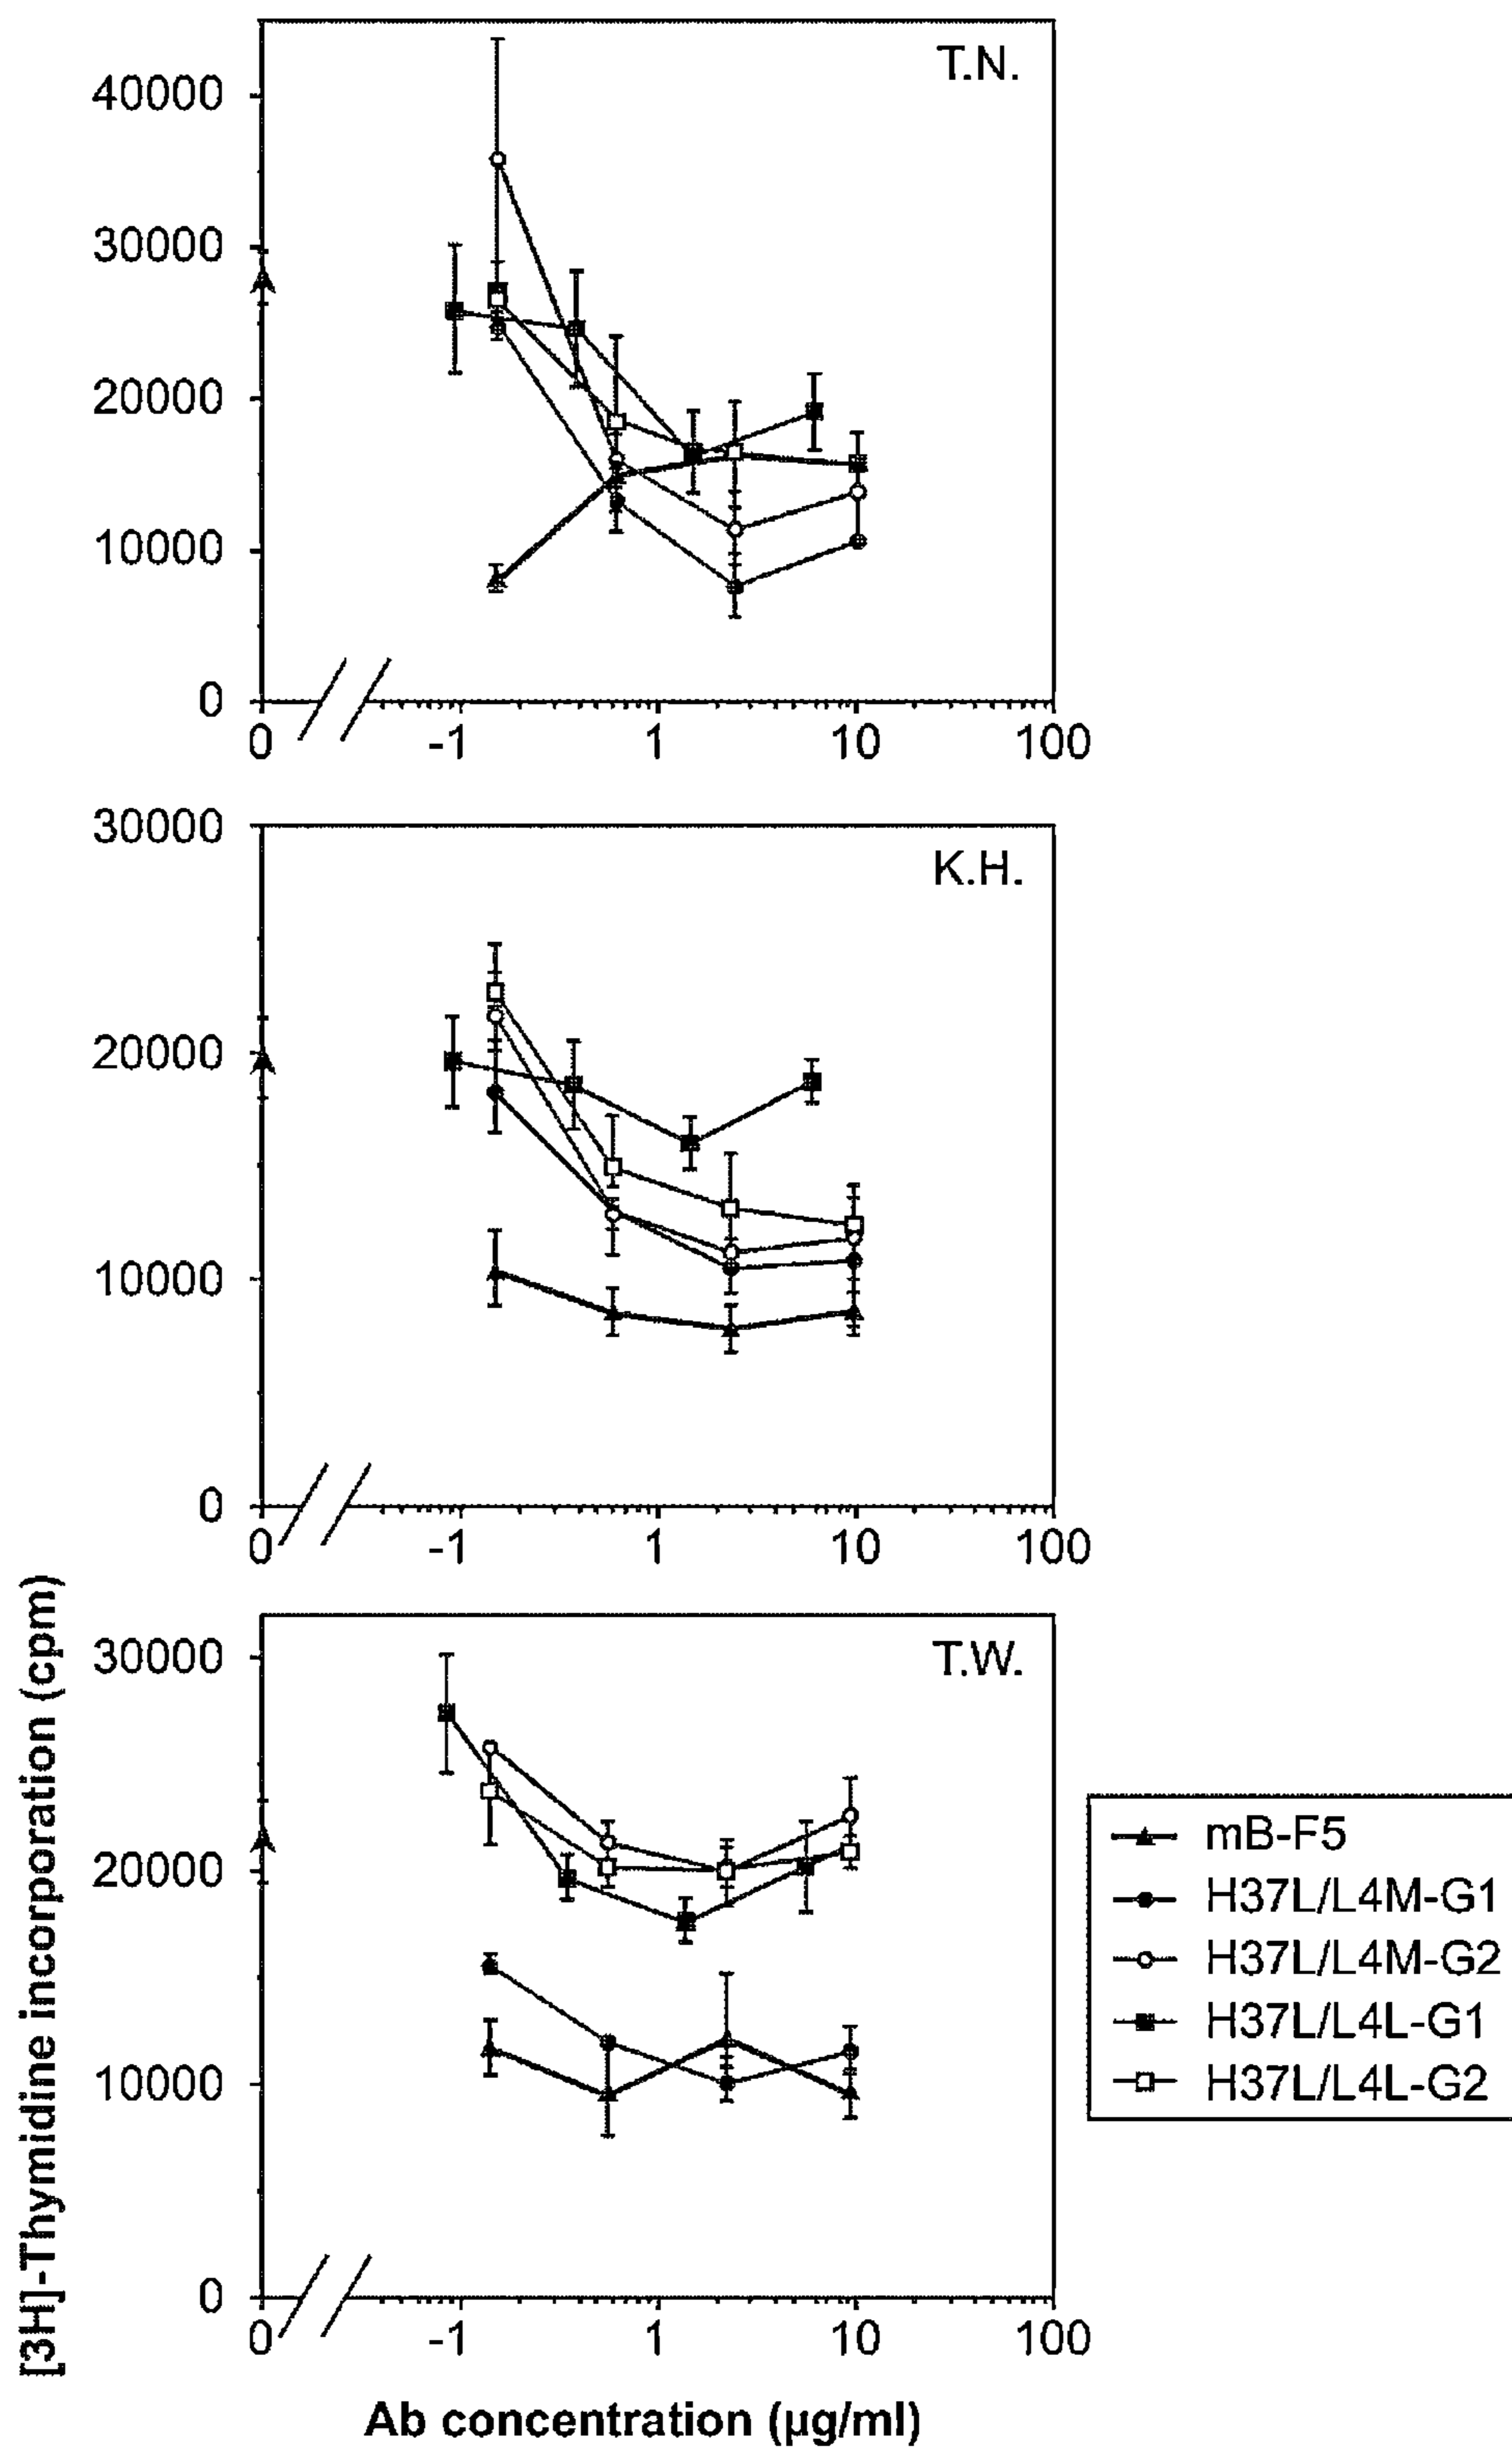 T.N.
40000
30000
20000
10000
0
0 -1 1 10 100
30000
K.H.
20000
10000
0
0 -1 1 10 100
30000
T.W.
20000
10000
0
0 -1 1 10 100
[3H]-Thymidine incorporation (cpm)
Ab concentration (µg/ml)
mB-F5
H37L/L4M-G1
H37L/L4M-G2
H37L/L4L-G1
H37L/L4L-G2